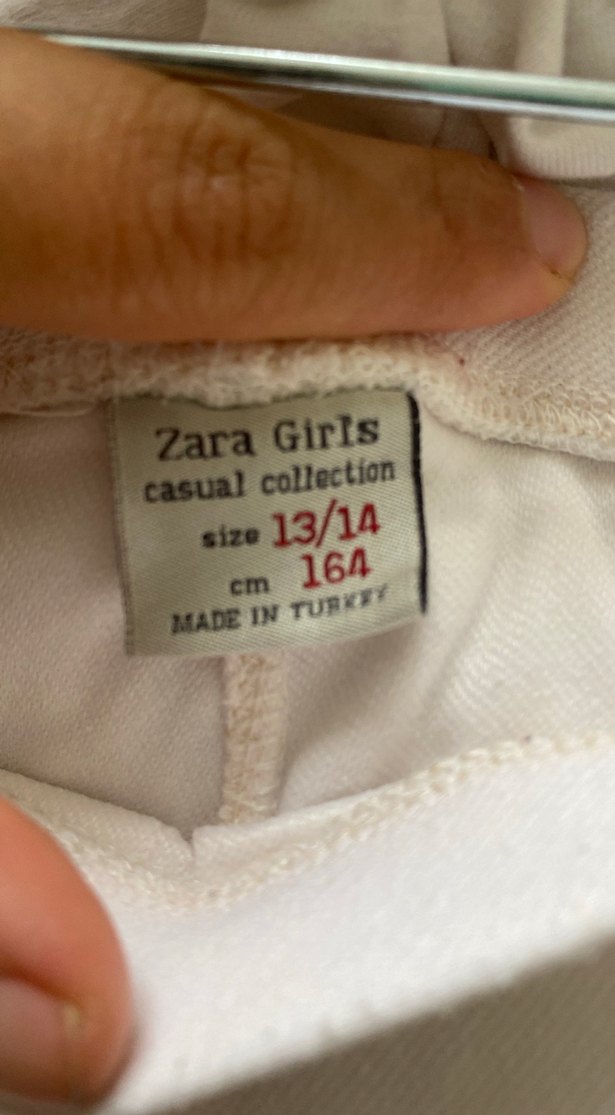 Zara Girls
casual collection
size 13/14
cm 164
MADE IN TURKEY